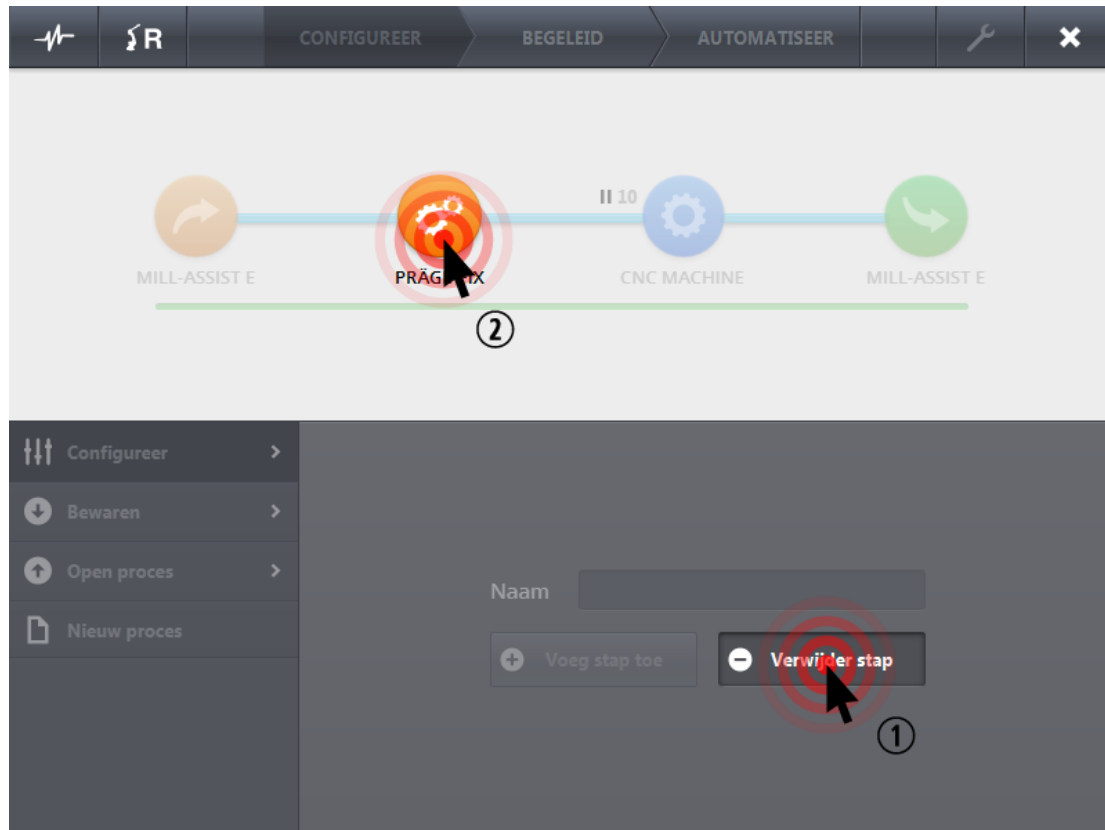 R
CONFIGUREER
BEGELEID
AUTOMATISEER
10
MILL-ASSIST E
CNC MACHINE
MILL-ASSIST E
②
Configureer
Bewaren
Open proces
Nieuw proces
Naam
Voeg stap toe
Verwijder stap
①